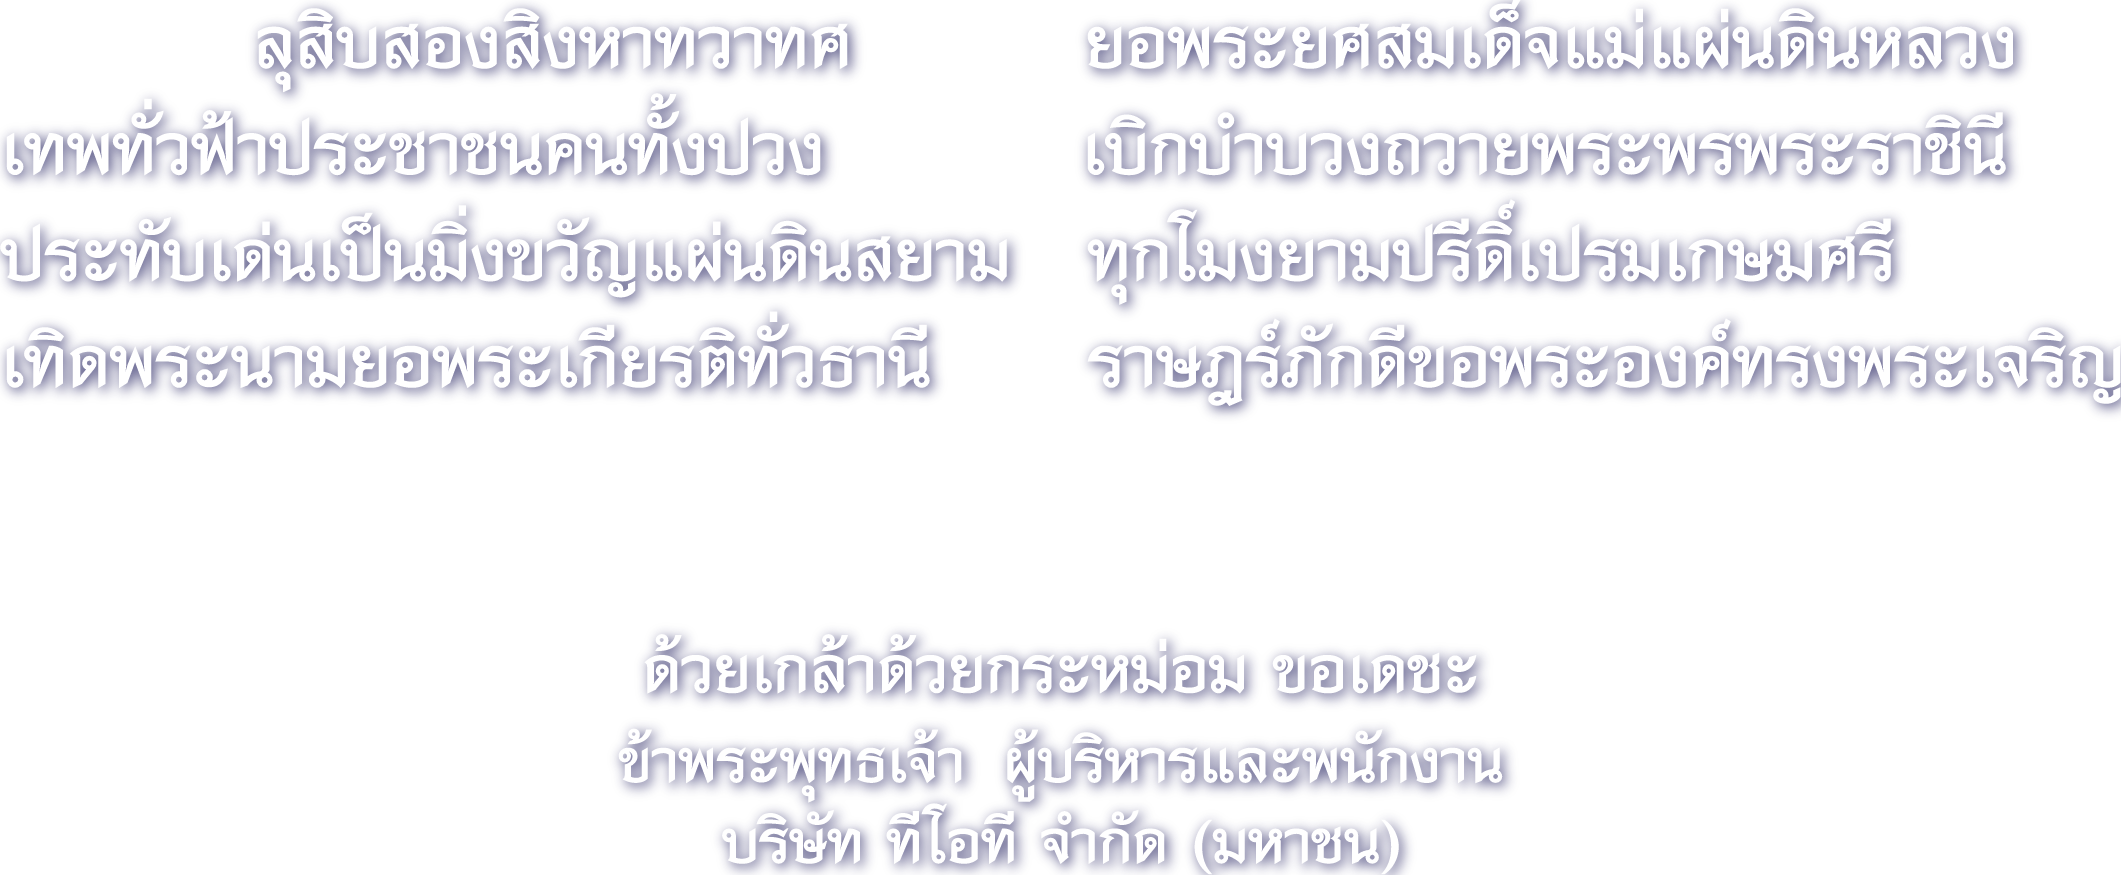 ลุสิบสองสิงหาทวาทศ ยอพระยศสมเด็จแม่แผ่นดินหลวง
เทพทั่วฟ้าประชาชนคนทั้งปวง เบิกบำบวงถวายพระพรพระราชินี
ประทับเด่นเป็นมิ่งขวัญแผ่นดินสยาม ทุกโมงยามปรีดิ์เปรมเกษมศรี
เทิดพระนามยอพระเกียรติทั่วธานี ราษฎร์ภักดีขอพระองค์ทรงพระเจริญ
ด้วยเกล้าด้วยกระหม่อม ขอเดชะ
ข้าพระพุทธเจ้า ผู้บริหารและพนักงาน
บริษัท ทีโอที จำกัด (มหาชน)